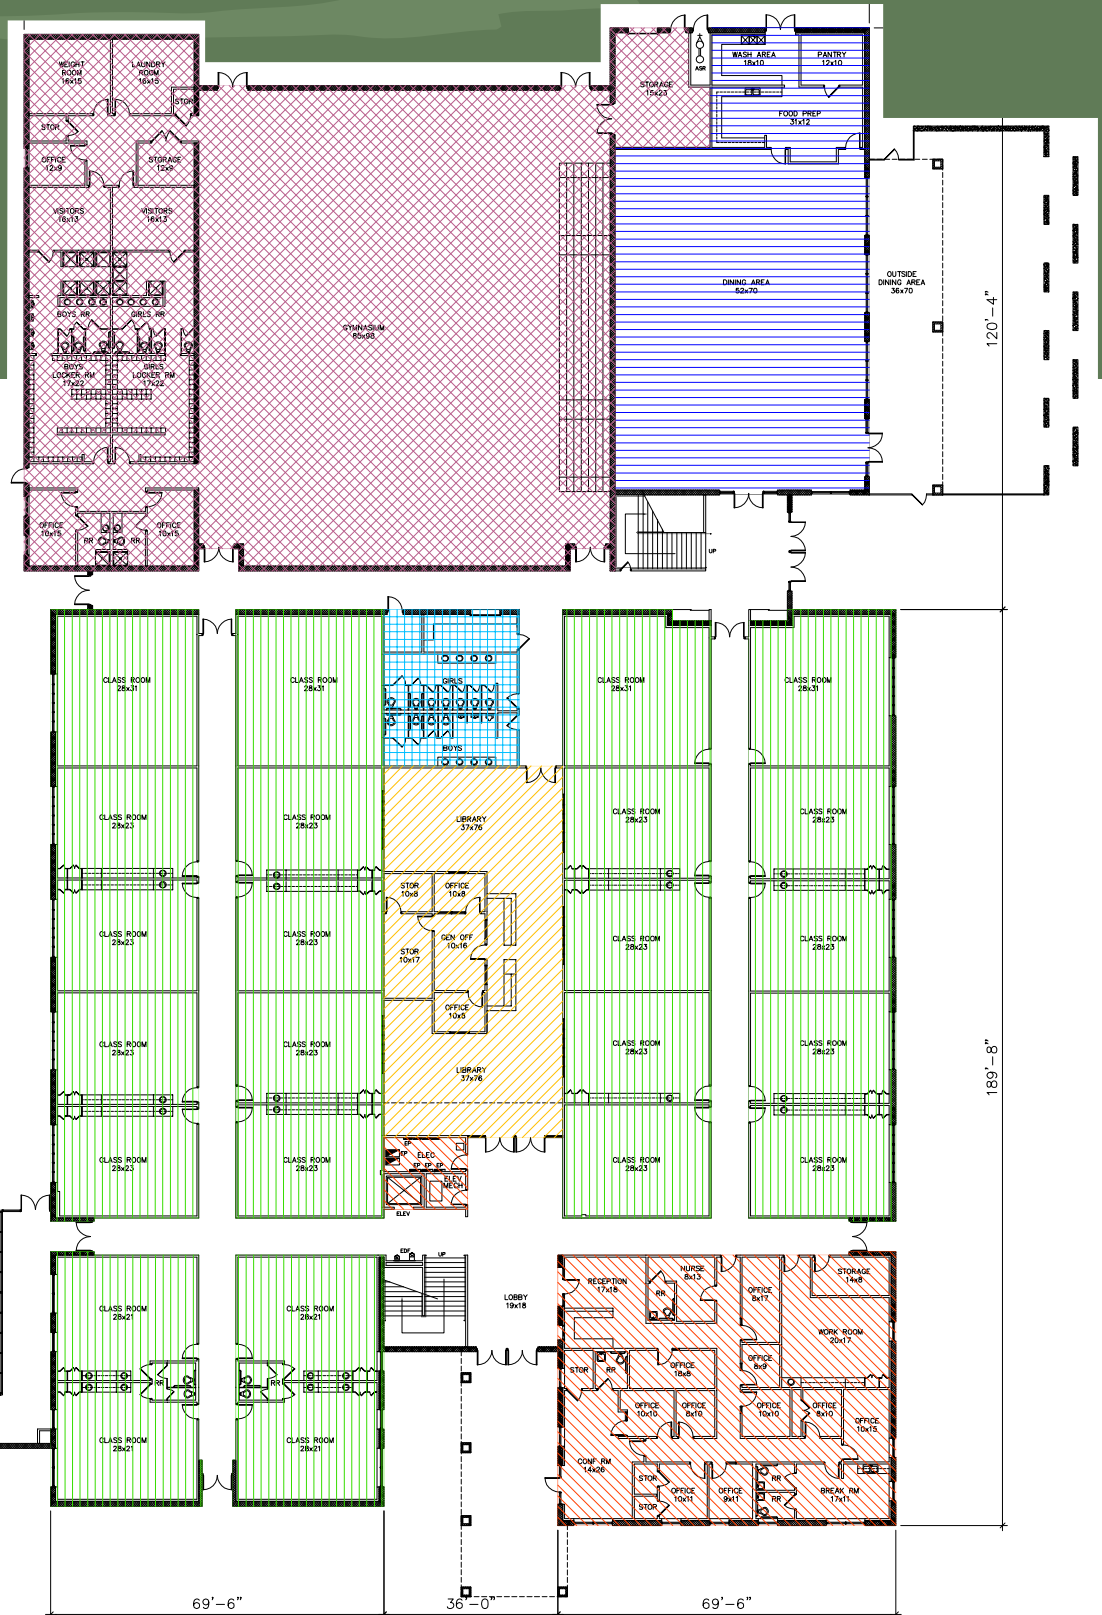 WEIGHT
ROOM
16x15
LAUNDRY
ROOM
16x15
STOR
STOR
OFFICE
12x9
STORAGE
12x9
VISITORS
16x13
VISITORS
16x13
BOYS RR
GIRLS RR
BOYS
LOCKER RM
17x22
GIRLS
LOCKER RM
17x22
OFFICE
10x15
RR
RR
OFFICE
10x15
GYMNASIUM
85x98
STORAGE
15x23
ASR
WASH AREA
18x10
PANTRY
12x10
FOOD PREP
31x12
DINING AREA
52x70
OUTSIDE
DINING AREA
36x70
120'-4"
UP
CLASS ROOM
28x31
CLASS ROOM
28x31
GIRLS
BOYS
CLASS ROOM
28x31
CLASS ROOM
28x31
CLASS ROOM
28x23
CLASS ROOM
28x23
LIBRARY
37x76
CLASS ROOM
28x23
CLASS ROOM
28x23
STOR
10x8
OFFICE
10x8
CLASS ROOM
28x23
CLASS ROOM
28x23
STOR
10x17
GEN OFF
10x16
CLASS ROOM
28x23
CLASS ROOM
28x23
OFFICE
10x5
CLASS ROOM
28x23
CLASS ROOM
28x23
LIBRARY
37x76
CLASS ROOM
28x23
CLASS ROOM
28x23
189'-8"
CLASS ROOM
28x23
CLASS ROOM
28x23
EP
EP
ELEC
EP EP EP
ELEV
MECH
ELEV
CLASS ROOM
28x23
CLASS ROOM
28x23
EDF
UP
LOBBY
19x18
CLASS ROOM
28x21
CLASS ROOM
28x21
RR
RR
CLASS ROOM
28x21
CLASS ROOM
28x21
RECEPTION
17x18
NURSE
8x13
RR
OFFICE
8x17
STORAGE
14x8
WORK ROOM
20x17
STOR
RR
OFFICE
18x8
OFFICE
8x9
OFFICE
10x10
OFFICE
8x10
OFFICE
10x10
OFFICE
8x10
OFFICE
10x15
CONF RM
14x26
STOR
STOR
OFFICE
10x11
OFFICE
9x11
RR
RR
BREAK RM
17x11
69'-6"
36'-0"
69'-6"